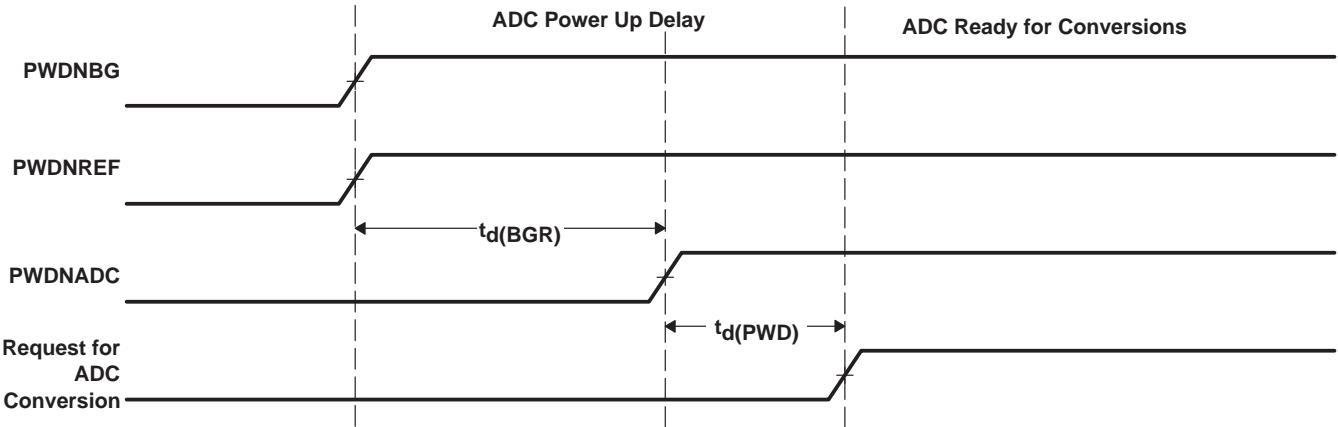 ADC Power Up Delay
ADC Ready for Conversions
PWDNBG
PWDNREF
td(BGR)
PWDNADC
td(PWD)
Request for
ADC
Conversion